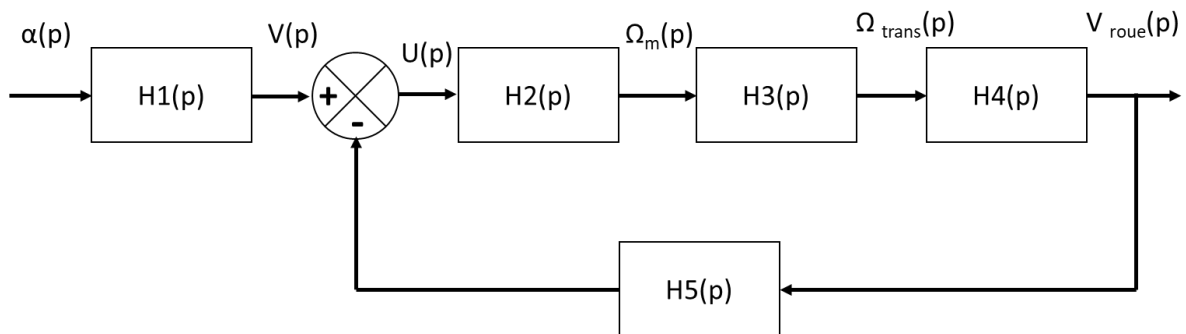 α(p)
H1(p)
V(p)
+
-
U(p)
H2(p)
Ωm(p)
H3(p)
Ω trans(p)
H4(p)
V roue(p)
H5(p)